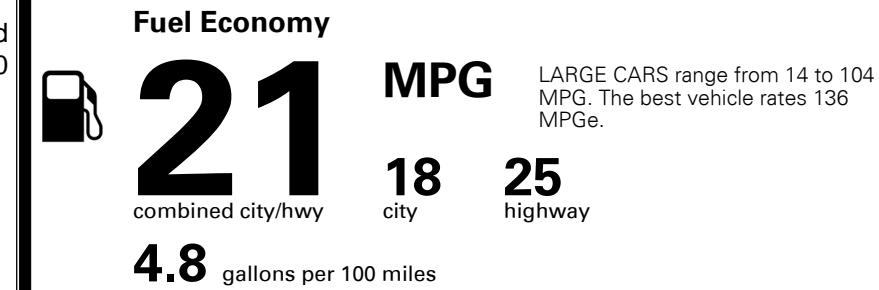 d
0
Fuel Economy
21
MPG
LARGE CARS range from 14 to 104
MPG. The best vehicle rates 136
MPGe.
18
city
25
highway
combined city/hwy
4.8 gallons per 100 miles